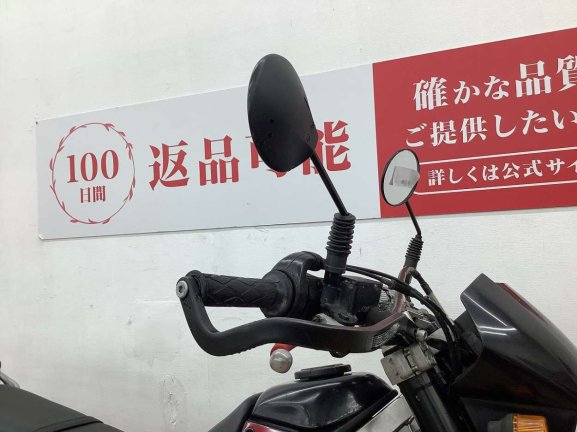 100
日間
返品可能
確かな品質
ご提供したい
詳しくは公式サイ